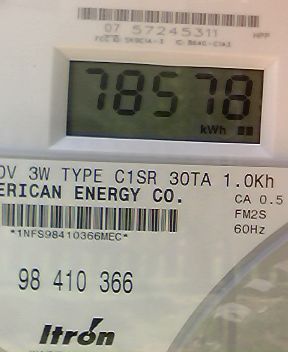 07 57245311
78578
kWh
0V 3W TYPE C1SR 30TA 1.0Kh
ERICAN ENERGY CO.
CA 0.5
FM2S
60Hz
*1NFS98410366MEC*
98 410 366
Itrón